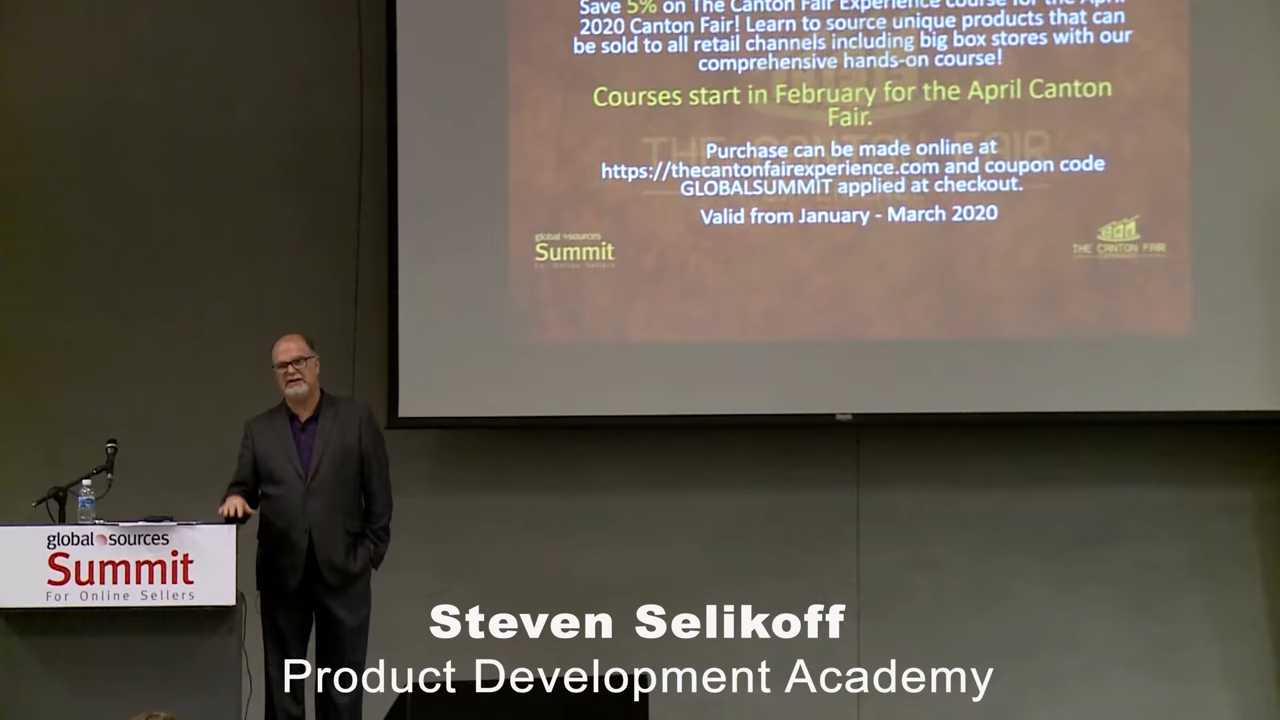 Save 5% on The Canton Fair Experience course for the April
2020 Canton Fair! Learn to source unique products that can
be sold to all retail channels including big box stores with our
comprehensive hands-on course!
Courses start in February for the April Canton
Fair.
Purchase can be made online at
https://thecantonfairexperience.com and coupon code
GLOBALSUMMIT applied at checkout.
Valid from January - March 2020
global sources
Summit
For Online Sellers
THE CANTON FAIR
global sources
Summit
For Online Sellers
Steven Selikoff
Product Development Academy